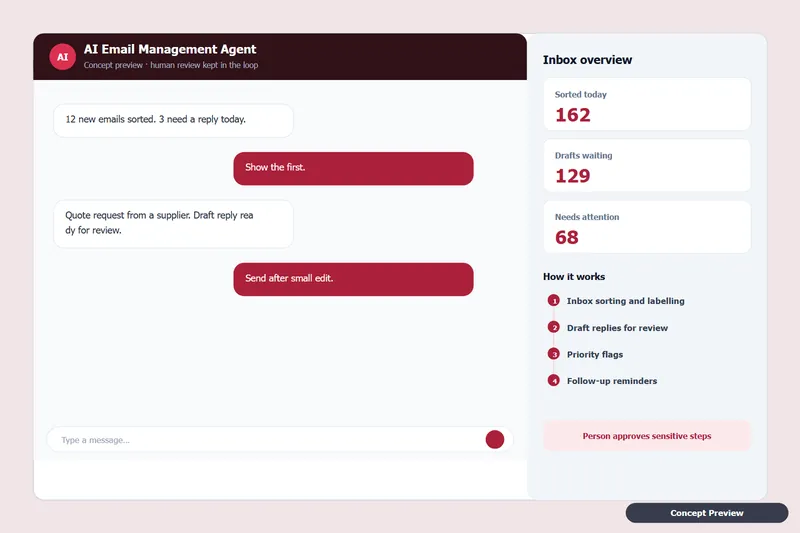 AI
AI Email Management Agent
Concept preview · human review kept in the loop
12 new emails sorted. 3 need a reply today.
Show the first.
Quote request from a supplier. Draft reply rea
dy for review.
Send after small edit.
Type a message...
Inbox overview
Sorted today
162
Drafts waiting
129
Needs attention
68
How it works
1 Inbox sorting and labelling
2 Draft replies for review
3 Priority flags
4 Follow-up reminders
Person approves sensitive steps
Concept Preview